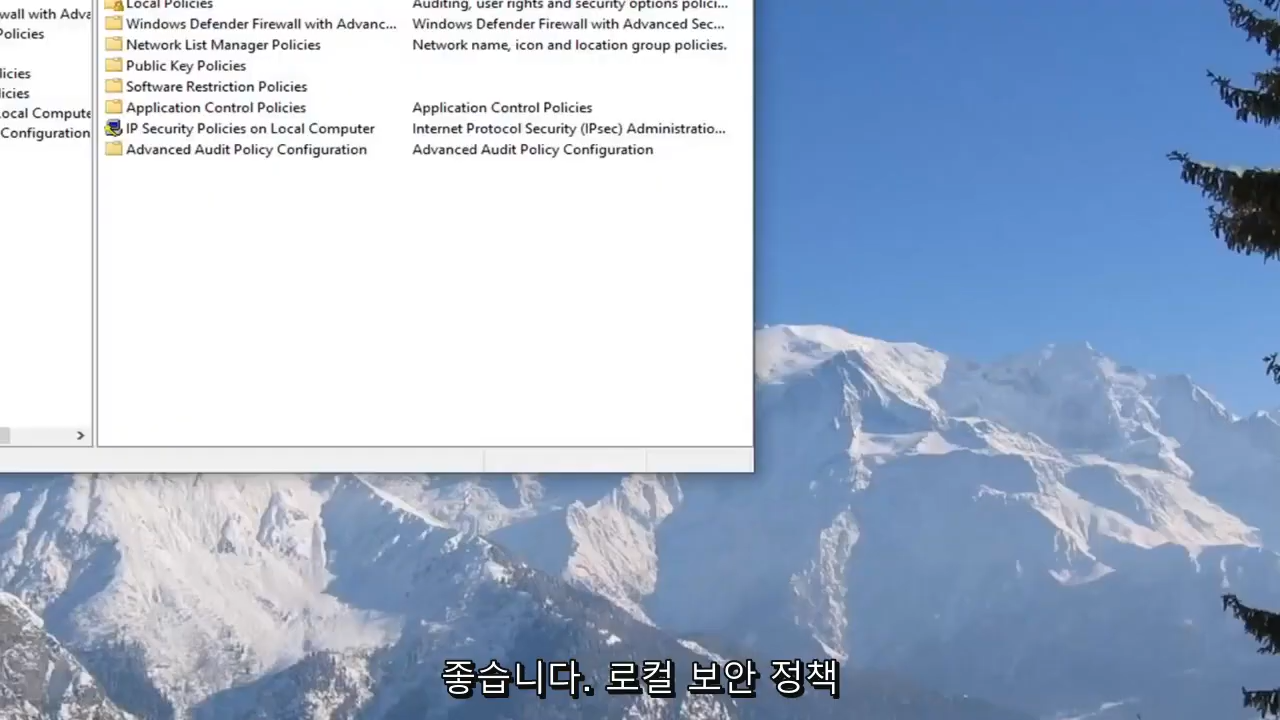 Local Policies Auditing, user rights and security options polici...
wall with Adva
Windows Defender Firewall with Advanc... Windows Defender Firewall with Advanced Sec...
Policies
Network List Manager Policies Network name, icon and location group policies.
Public Key Policies
licies
Software Restriction Policies
licies
Application Control Policies Application Control Policies
ocal Compute
IP Security Policies on Local Computer Internet Protocol Security (IPsec) Administratio...
Configuration
Advanced Audit Policy Configuration Advanced Audit Policy Configuration
좋습니다. 로컬 보안 정책